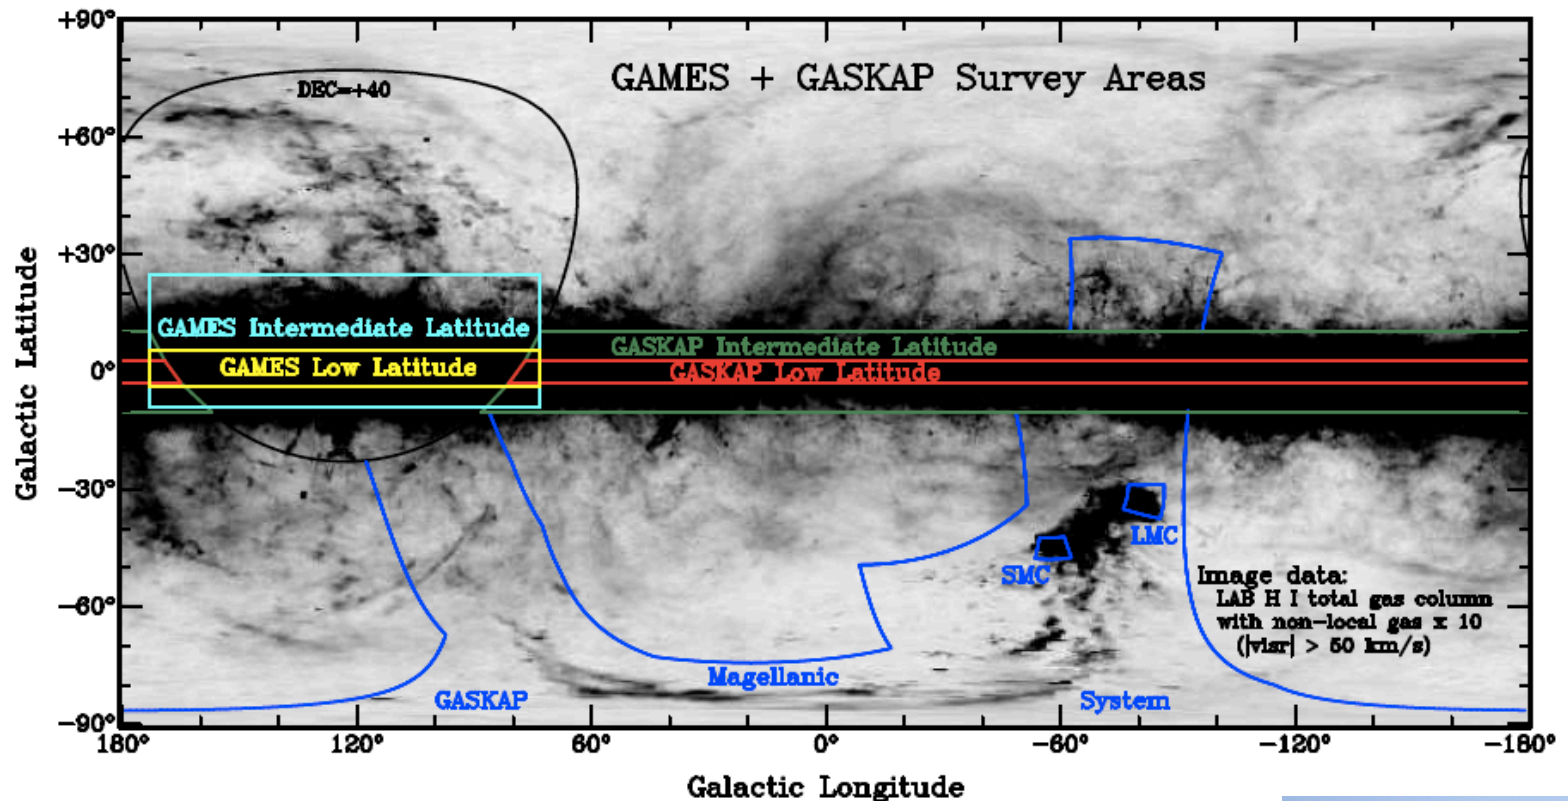 GAMES + GASKAP Survey Areas
DEC=+40
+90°
+60°
+30°
0°
−30°
−60°
−90°
Galactic Latitude
GAMES Intermediate Latitude
GAMES Low Latitude
GASKAP Intermediate Latitude
GASKAP Low Latitude
LMC
SMC
Image data:
LAB H I total gas column
with non-local gas x 10
(|vlsr| > 50 km/s)
Magellanic
GASKAP
System
180°
120°
60°
0°
−60°
−120°
−180°
Galactic Longitude